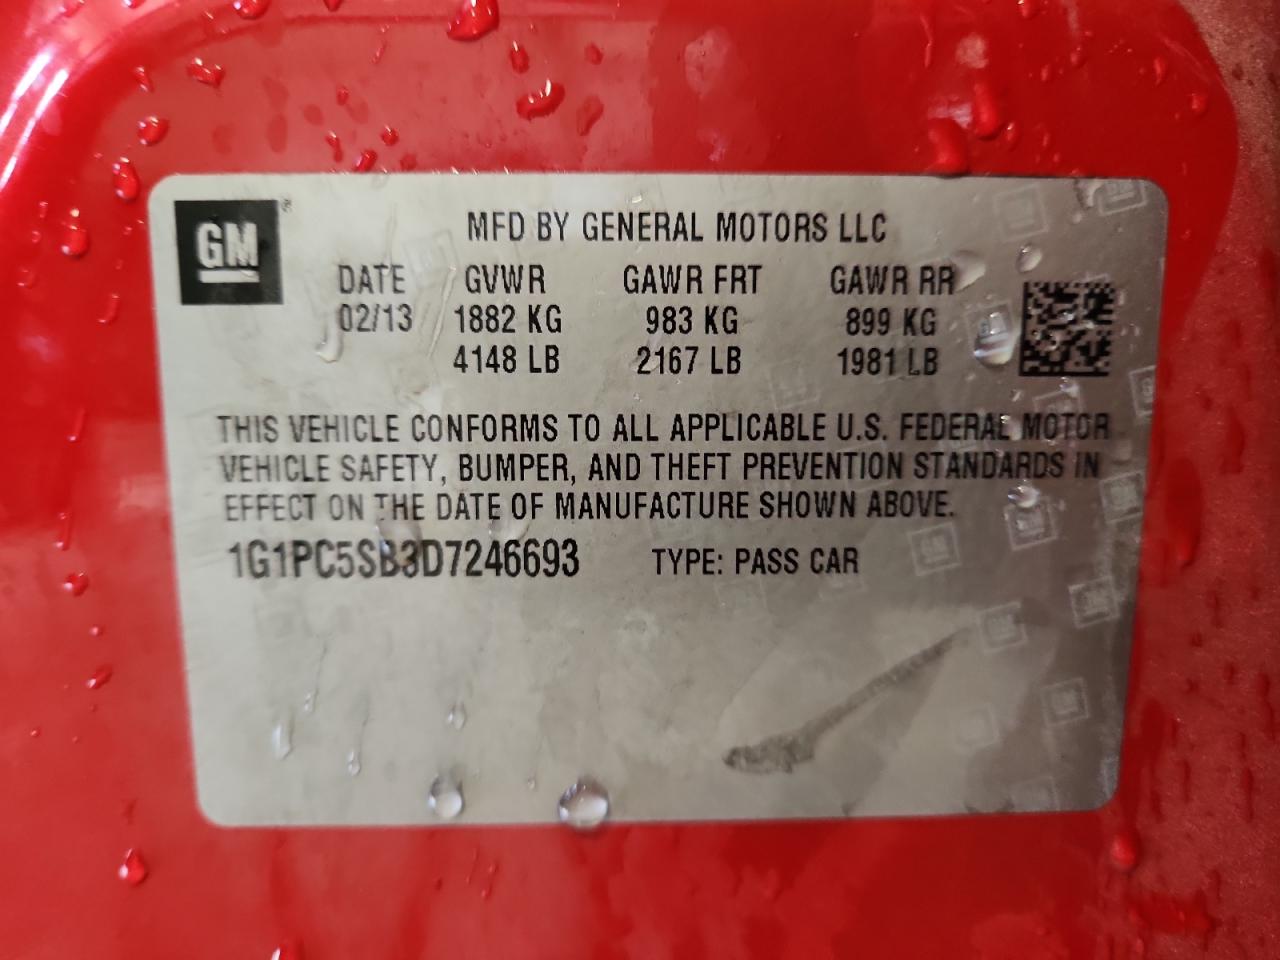 GM
MFD BY GENERAL MOTORS LLC
DATE GVWR GAWR FRT GAWR RR
02/13 1882 KG 983 KG 899 KG
4148 LB 2167 LB 1981 LB
THIS VEHICLE CONFORMS TO ALL APPLICABLE U.S. FEDERAL MOTOR
VEHICLE SAFETY, BUMPER, AND THEFT PREVENTION STANDARDS IN
EFFECT ON THE DATE OF MANUFACTURE SHOWN ABOVE.
1G1PC5SB3D7246693 TYPE: PASS CAR